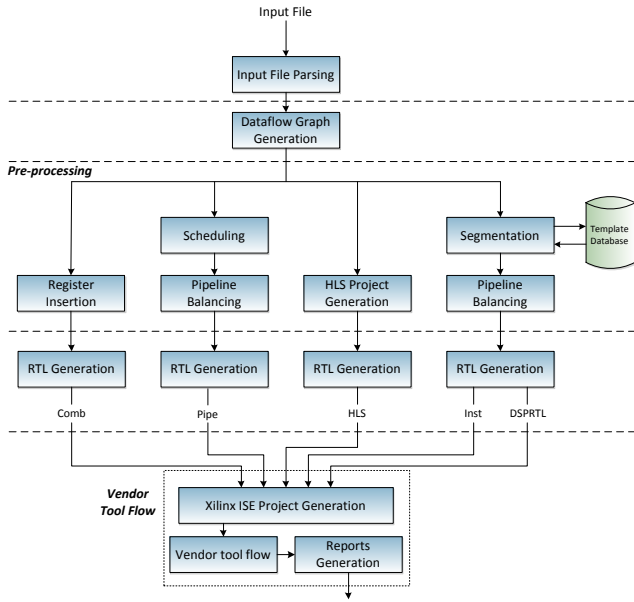 Input File
Input File Parsing
Dataflow Graph
Generation
Pre-processing
Scheduling
Segmentation
Template
Database
Register
Insertion
Pipeline
Balancing
HLS Project
Generation
Pipeline
Balancing
RTL Generation
RTL Generation
RTL Generation
RTL Generation
Comb
Pipe
HLS
Inst
DSPRTL
Vendor
Tool Flow
Xilinx ISE Project Generation
Vendor tool flow
Reports
Generation